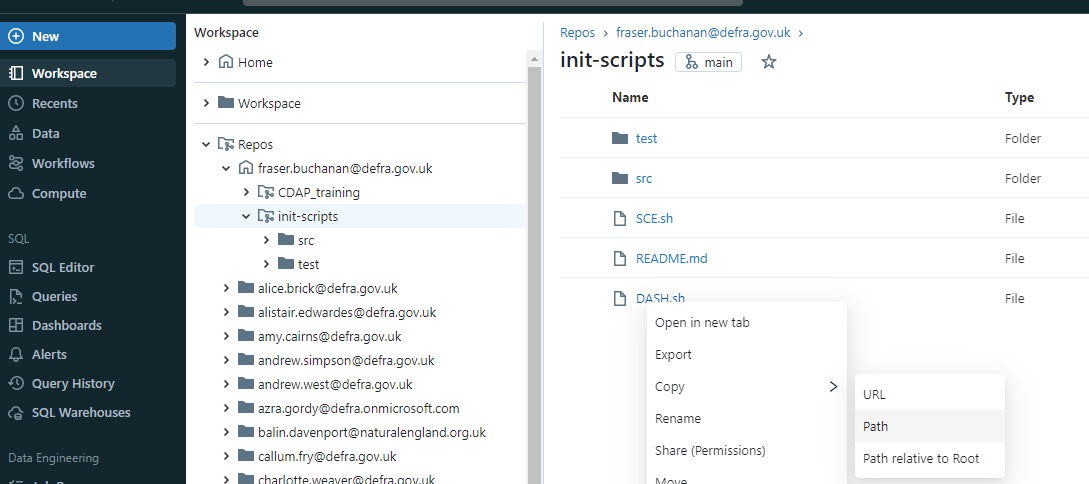 New
Workspace
Recents
Data
Workflows
Compute
SQL
SQL Editor
Queries
Dashboards
Alerts
Query History
SQL Warehouses
Data Engineering
Workspace
Home
Workspace
Repos
fraser.buchanan@defra.gov.uk
CDAP_training
init-scripts
src
test
alice.brick@defra.gov.uk
alistair.edwardes@defra.gov.uk
amy.cairns@defra.gov.uk
andrew.simpson@defra.gov.uk
andrew.west@defra.gov.uk
azra.gordy@defra.onmicrosoft.com
balin.davenport@naturalengland.org.uk
callum.fry@defra.gov.uk
charlotte.weaver@defra.gov.uk
Repos > fraser.buchanan@defra.gov.uk >
init-scripts main
Name Type
test Folder
src Folder
SCE.sh File
README.md File
DASH.sh File
Open in new tab
Export
Copy >
Rename
Share (Permissions)
Move
URL
Path
Path relative to Root